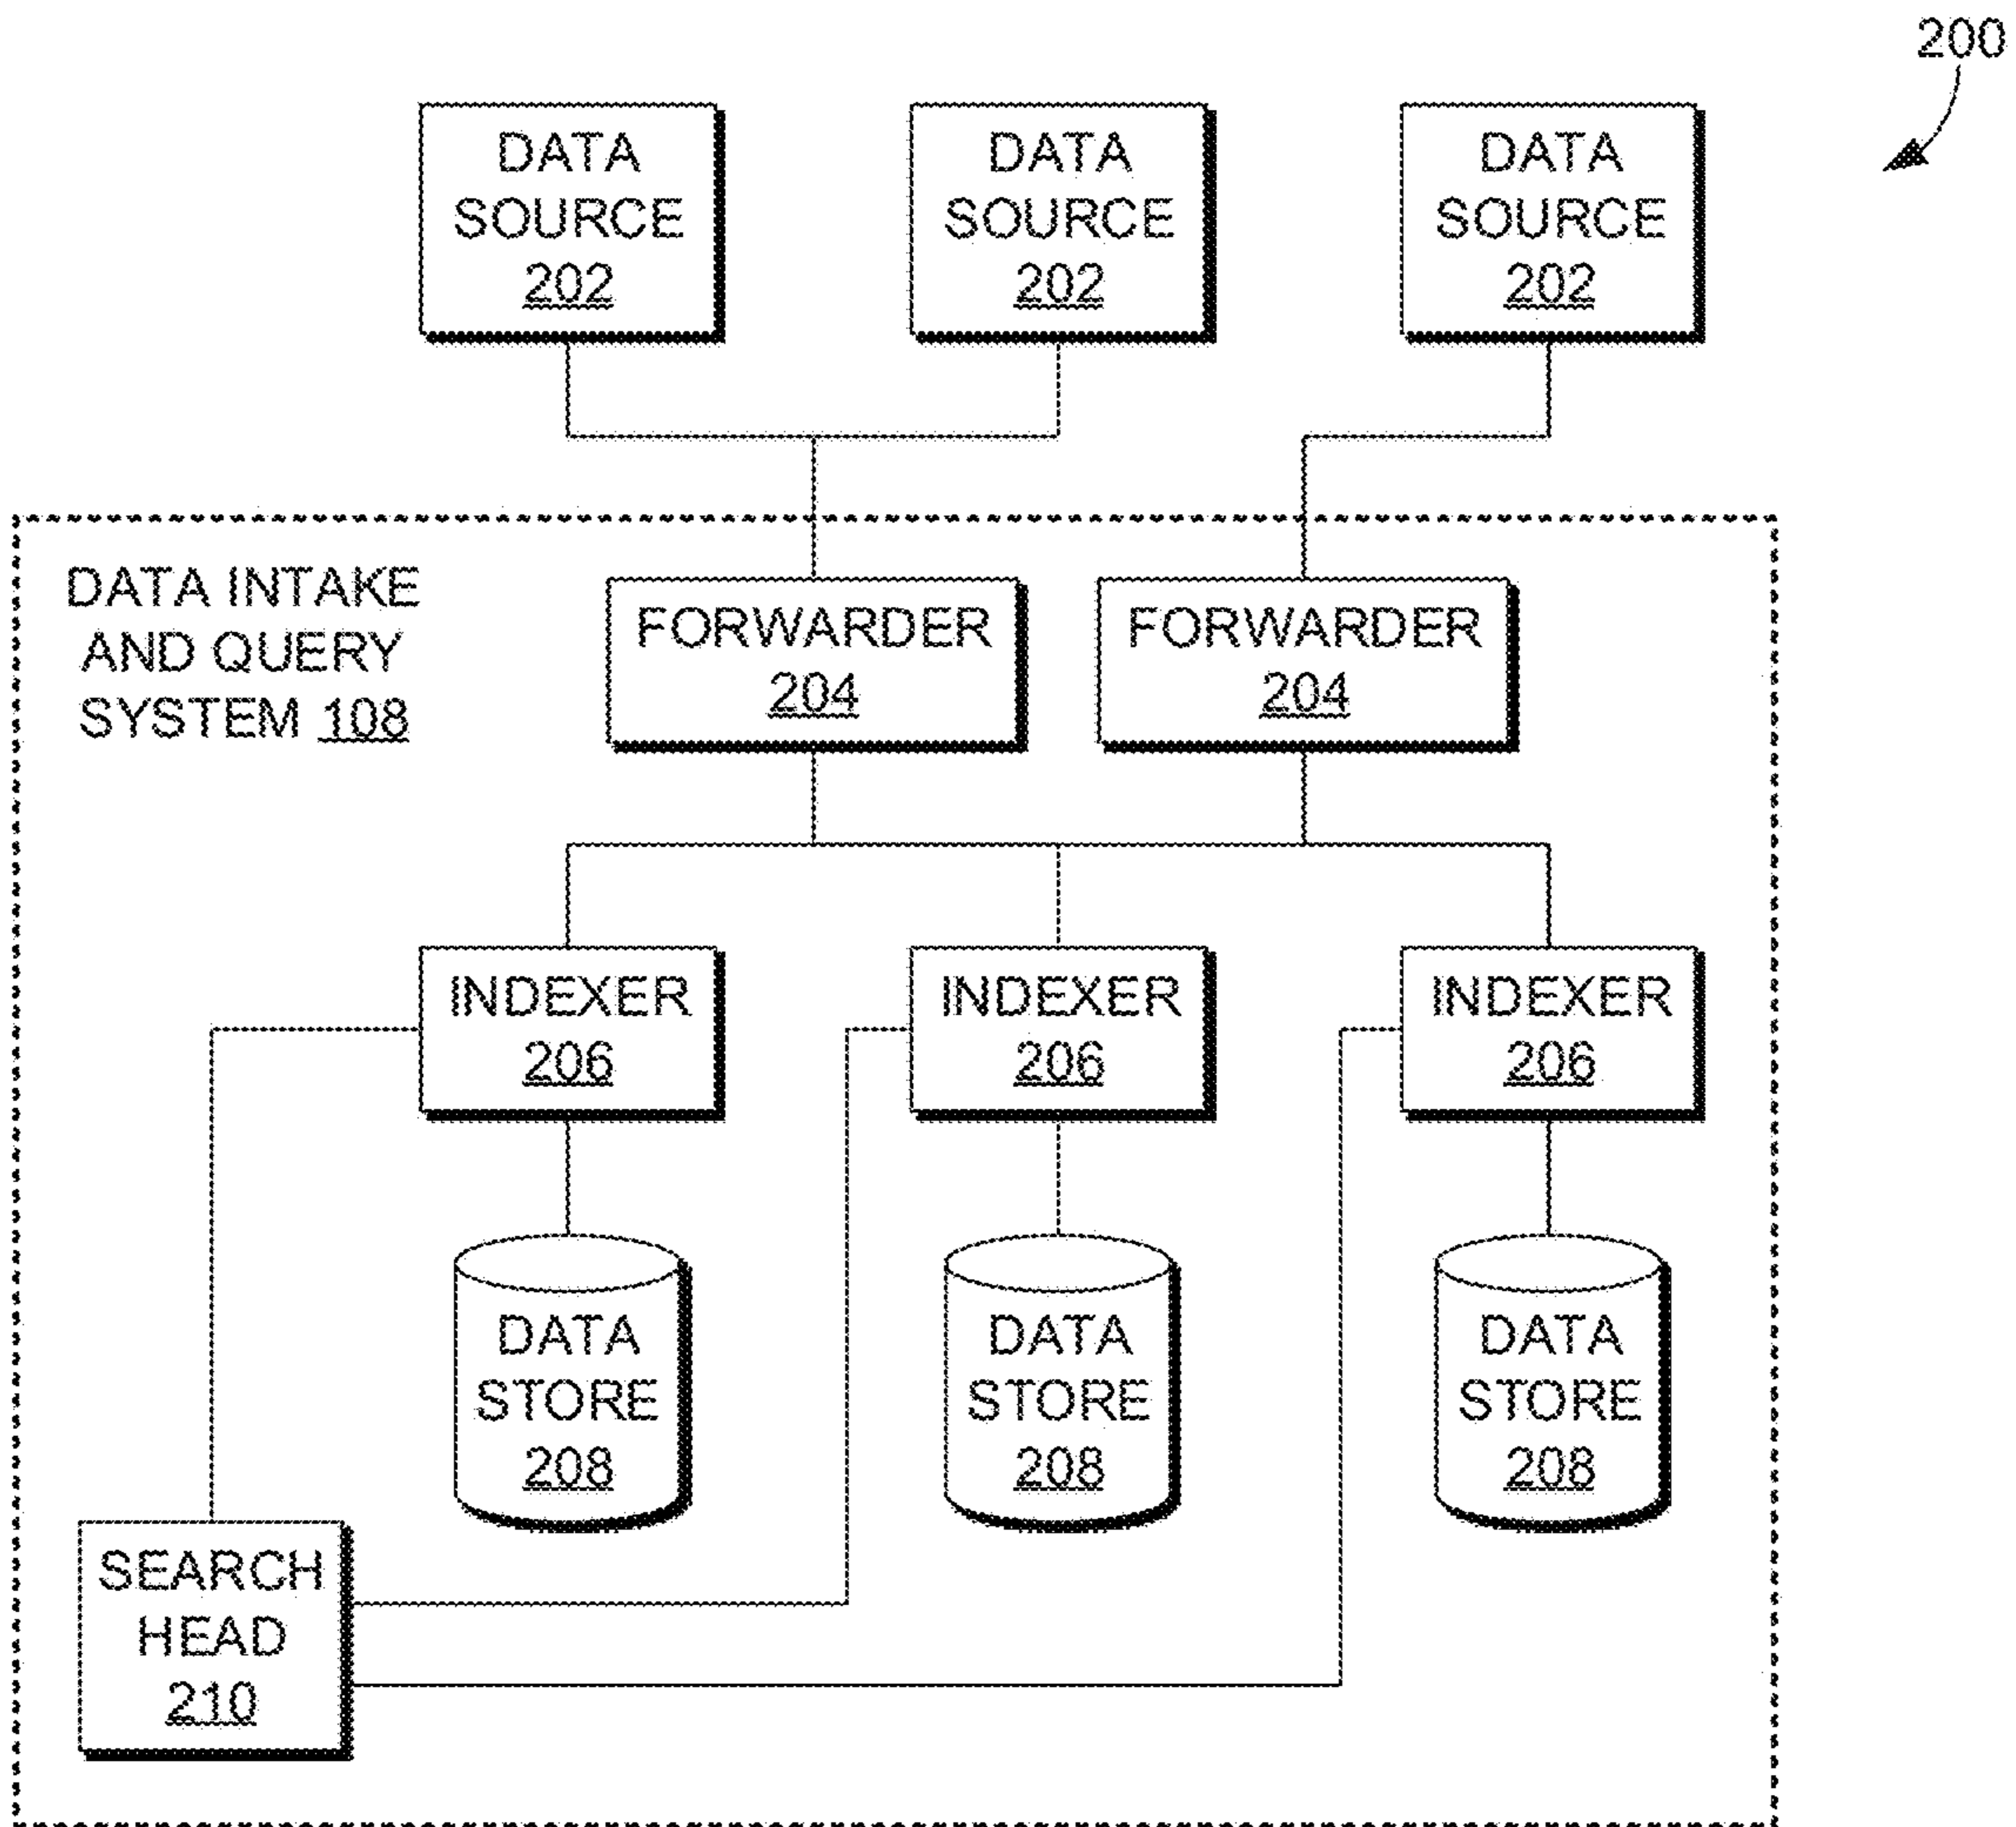 200
DATA
SOURCE
202
DATA
SOURCE
202
DATA
SOURCE
202
DATA INTAKE
AND QUERY
SYSTEM 108
FORWARDER
204
FORWARDER
204
INDEXER
206
INDEXER
206
INDEXER
206
DATA
STORE
208
DATA
STORE
208
DATA
STORE
208
SEARCH
HEAD
210